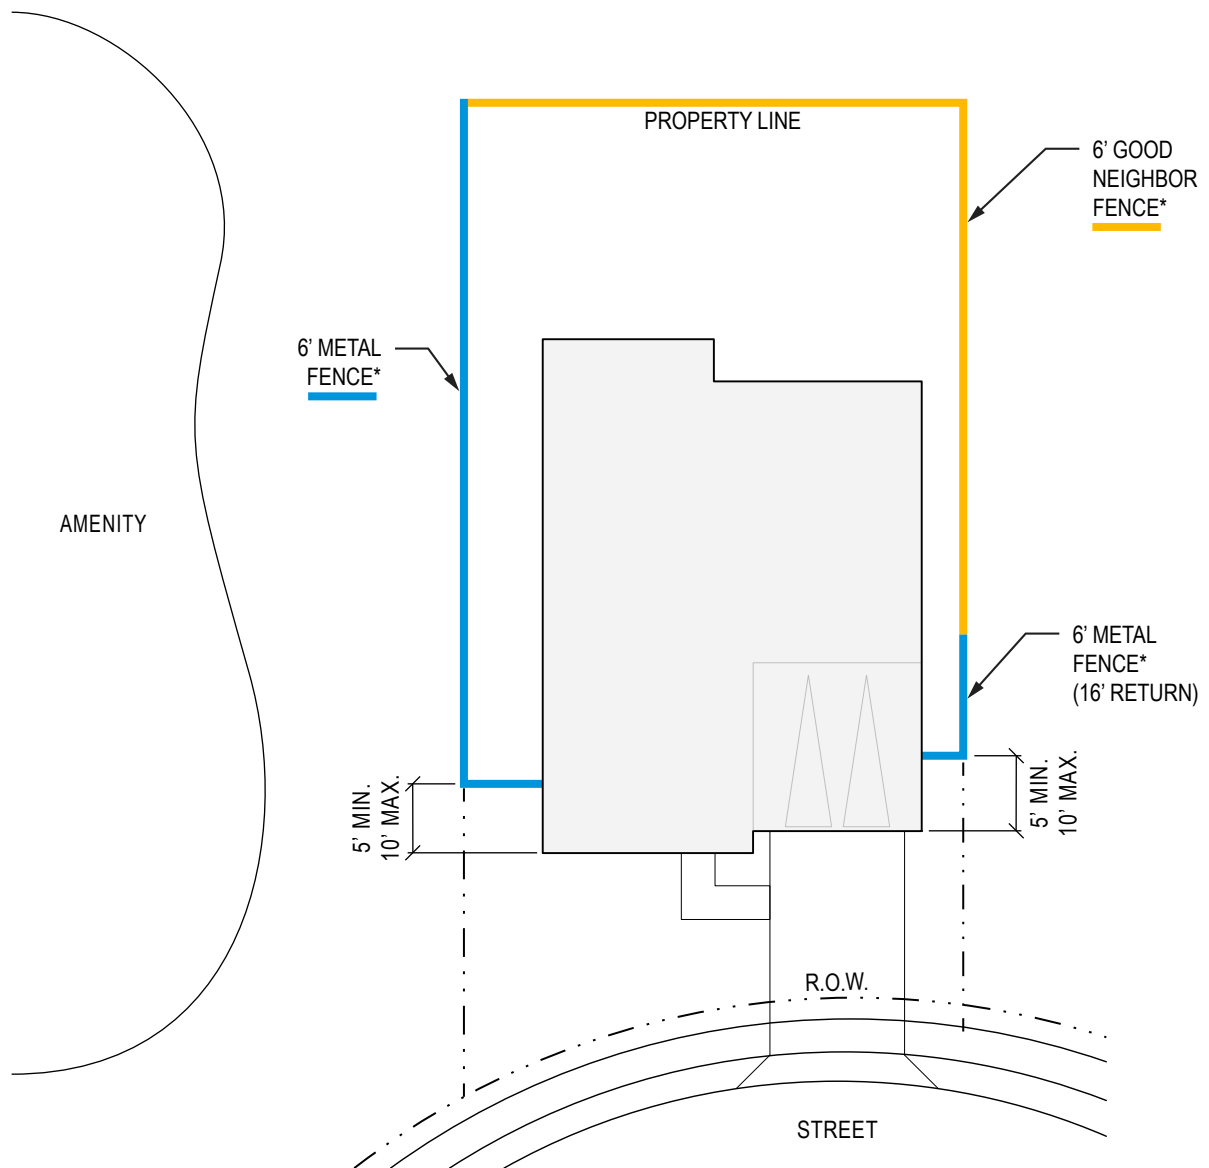 PROPERTY LINE
6’ GOOD
NEIGHBOR
FENCE*
6’ METAL
FENCE*
AMENITY
6’ METAL
FENCE*
(16’ RETURN)
5’ MIN.
10’ MAX.
5’ MIN.
10’ MAX.
R.O.W.
STREET